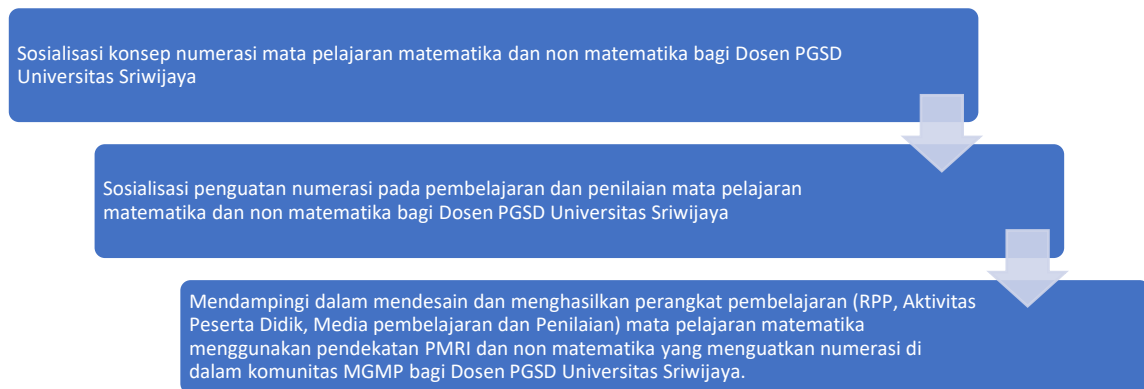 Sosialisasi konsep numerasi mata pelajaran matematika dan non matematika bagi Dosen PGSD
Universitas Sriwijaya
Sosialisasi penguatan numerasi pada pembelajaran dan penilaian mata pelajaran
matematika dan non matematika bagi Dosen PGSD Universitas Sriwijaya
Mendampingi dalam mendesain dan menghasilkan perangkat pembelajaran (RPP, Aktivitas
Peserta Didik, Media pembelajaran dan Penilaian) mata pelajaran matematika
menggunakan pendekatan PMRI dan non matematika yang menguatkan numerasi di
dalam komunitas MGMP bagi Dosen PGSD Universitas Sriwijaya.